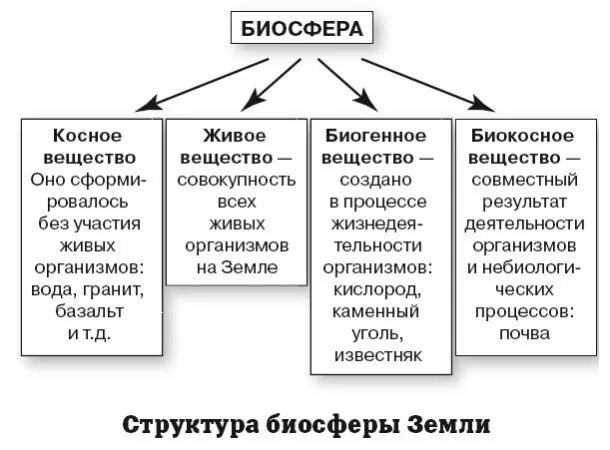 БИОСФЕРА
Косное
вещество
Оно сформи-
ровалось
без участия
живых
организмов:
вода, гранит,
базальт
и т.д.
Живое
вещество —
совокупность
всех
живых
организмов
на Земле
Биогенное
вещество —
создано
в процессе
жизнедея-
тельности
организмов:
кислород,
каменный
уголь,
известняк
Биокосное
вещество —
совместный
результат
деятельности
организмов
и небиологи-
ческих
процессов:
почва
Структура биосферы Земли